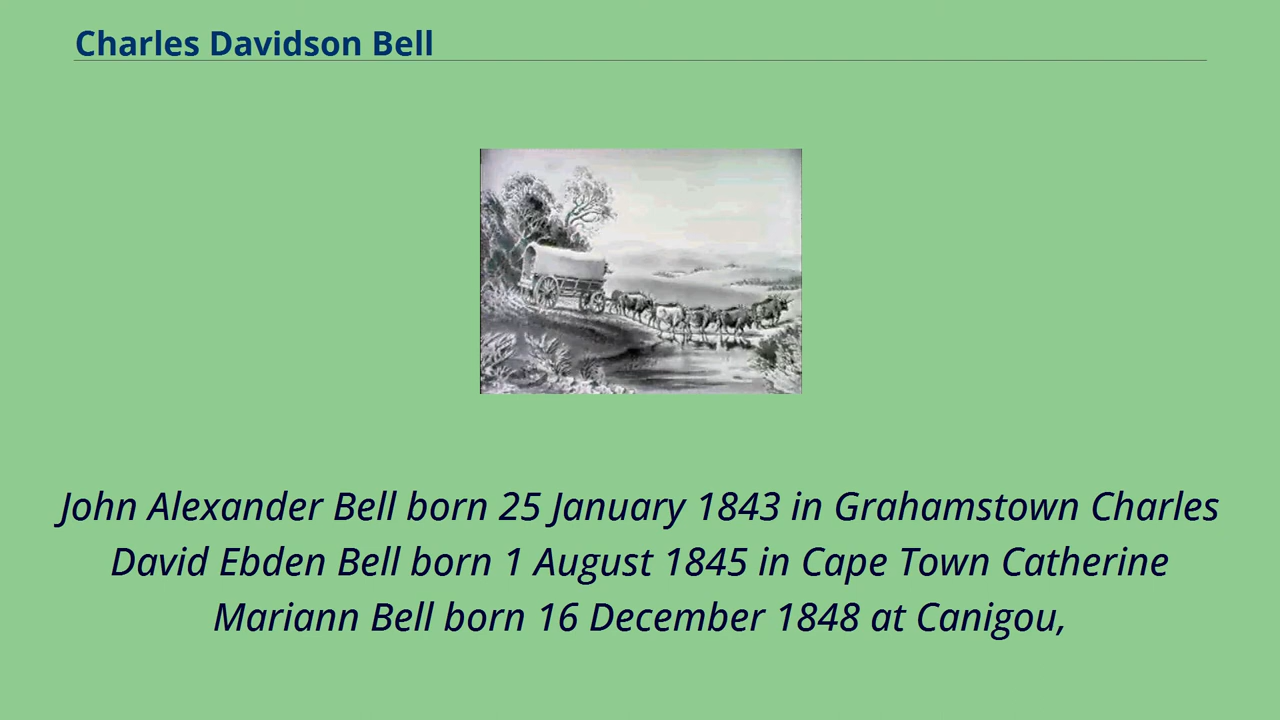 Charles Davidson Bell
John Alexander Bell born 25 January 1843 in Grahamstown Charles
David Ebden Bell born 1 August 1845 in Cape Town Catherine
Mariann Bell born 16 December 1848 at Canigou,